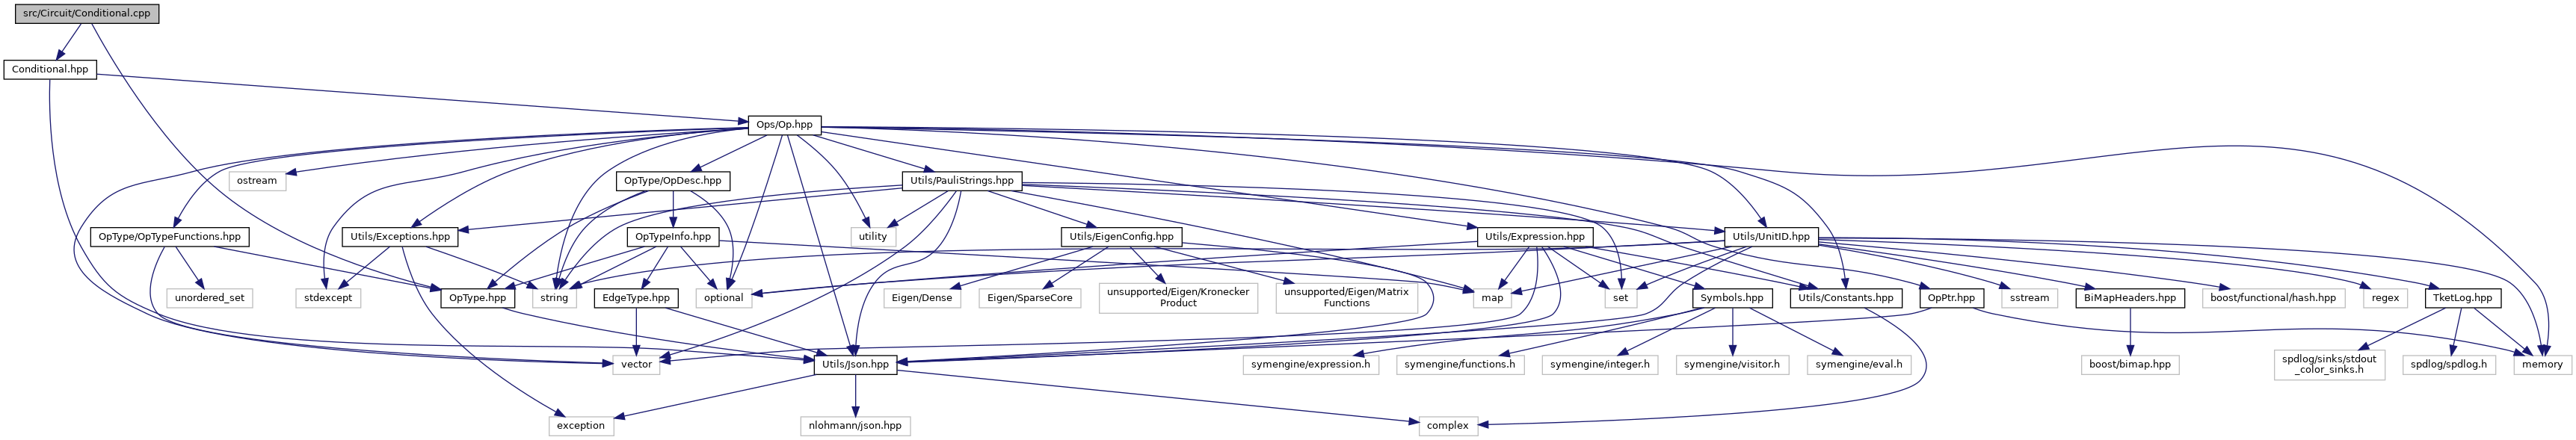 src/Circuit/Conditional.cpp
Conditional.hpp
Ops/Op.hpp
ostream
OpType/OpDesc.hpp
Utils/PauliStrings.hpp
OpType/OpTypeFunctions.hpp
Utils/Exceptions.hpp
OpTypeInfo.hpp
utility
Utils/EigenConfig.hpp
Utils/Expression.hpp
Utils/UnitID.hpp
unordered_set
stdexcept
OpType.hpp
string
EdgeType.hpp
optional
Eigen/Dense
Eigen/SparseCore
unsupported/Eigen/Kronecker
Product
unsupported/Eigen/Matrix
Functions
map
set
Symbols.hpp
Utils/Constants.hpp
OpPtr.hpp
sstream
BiMapHeaders.hpp
boost/functional/hash.hpp
regex
TketLog.hpp
vector
Utils/Json.hpp
symengine/expression.h
symengine/functions.h
symengine/integer.h
symengine/visitor.h
symengine/eval.h
boost/bimap.hpp
spdlog/sinks/stdout
_color_sinks.h
spdlog/spdlog.h
memory
exception
nlohmann/json.hpp
complex